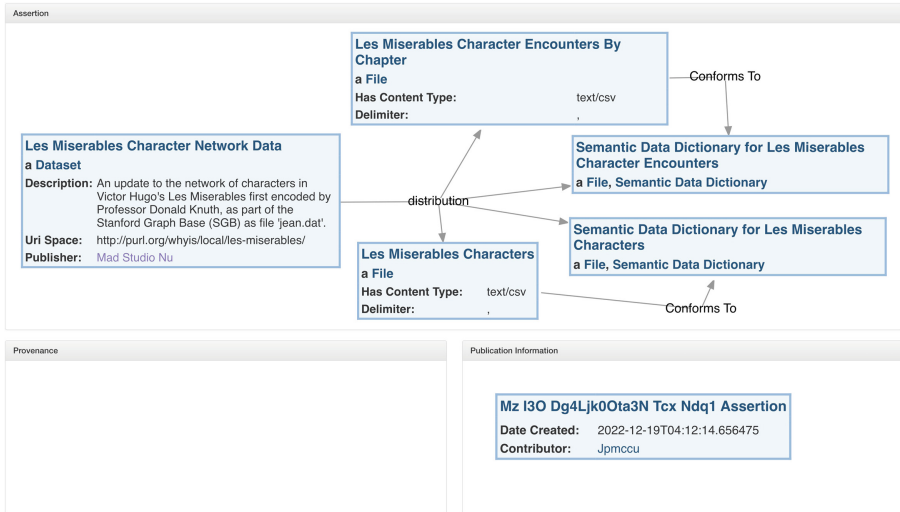 Assertion
Les Miserables Character Encounters By
Chapter
a File
Has Content Type: text/csv
Delimiter: ,
Conforms To
Les Miserables Character Network Data
a Dataset
Description: An update to the network of characters in
Victor Hugo's Les Miserables first encoded by
Professor Donald Knuth, as part of the
Stanford Graph Base (SGB) as file 'jean.dat'.
Uri Space: http://purl.org/whyis/local/les-miserables/
Publisher: Mad Studio Nu
distribution
Semantic Data Dictionary for Les Miserables
Character Encounters
a File, Semantic Data Dictionary
Semantic Data Dictionary for Les Miserables
Characters
a File, Semantic Data Dictionary
Les Miserables Characters
a File
Has Content Type: text/csv
Delimiter: ,
Conforms To
Provenance
Publication Information
Mz I3O Dg4Ljk0Ota3N Tcx Ndq1 Assertion
Date Created: 2022-12-19T04:12:14.656475
Contributor: Jpmccu